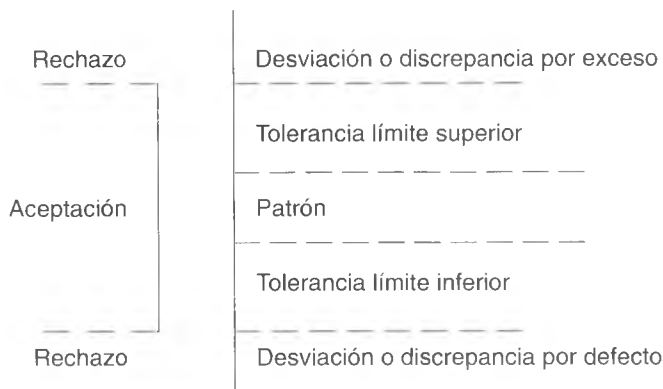 Rechazo Desviación o discrepancia por exceso
Tolerancia límite superior
Aceptación Patrón
Tolerancia límite inferior
Rechazo Desviación o discrepancia por defecto